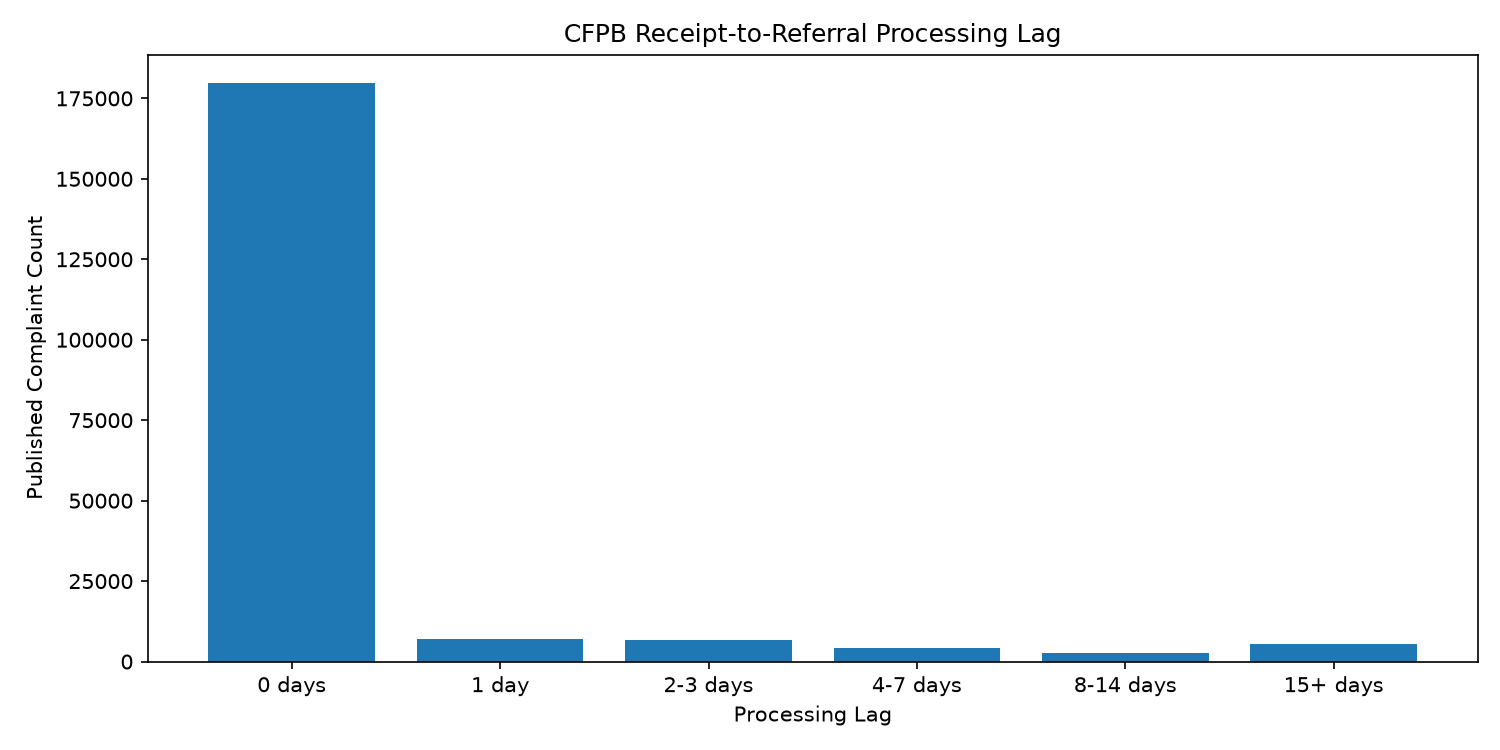 CFPB Receipt-to-Referral Processing Lag
Published Complaint Count
175000
150000
125000
100000
75000
50000
25000
0
0 days
1 day
2-3 days
4-7 days
8-14 days
15+ days
Processing Lag